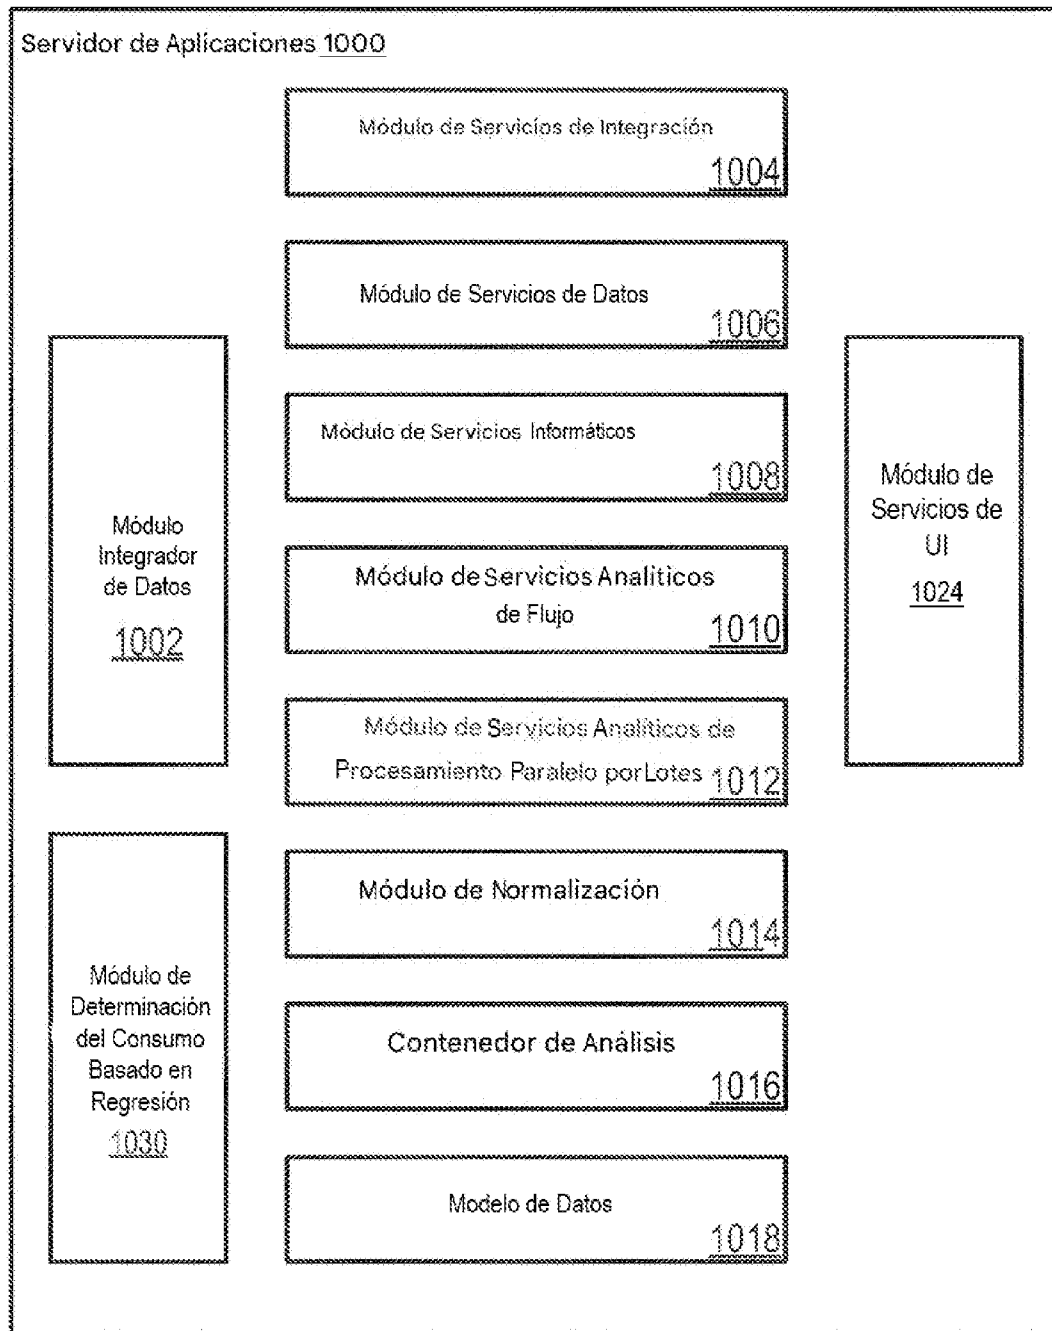 Servidor de Aplicaciones 1000
Módulo de Servicios de Integración
1004
Módulo de Servicios de Datos
1006
Módulo de Servicios Informáticos
1008
Módulo de Servicios Analíticos
de Flujo
1010
Módulo de Servicios Analíticos de
Procesamiento Paralelo por Lotes 1012
Módulo de Normalización
1014
Contenedor de Análisis
1016
Modelo de Datos
1018
Módulo
Integrador
de Datos
1002
Módulo de
Determinación
del Consumo
Basado en
Regresión
1030
Módulo de
Servicios de
UI
1024